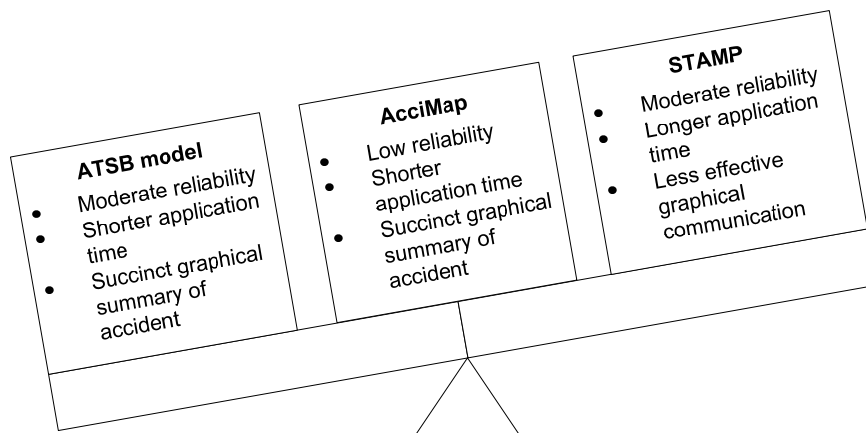 ATSB model
• Moderate reliability
• Shorter application
time
• Succinct graphical
summary of
accident
AcciMap
• Low reliability
• Shorter
application time
• Succinct graphical
summary of
accident
STAMP
• Moderate reliability
• Longer application
time
• Less effective
graphical
communication